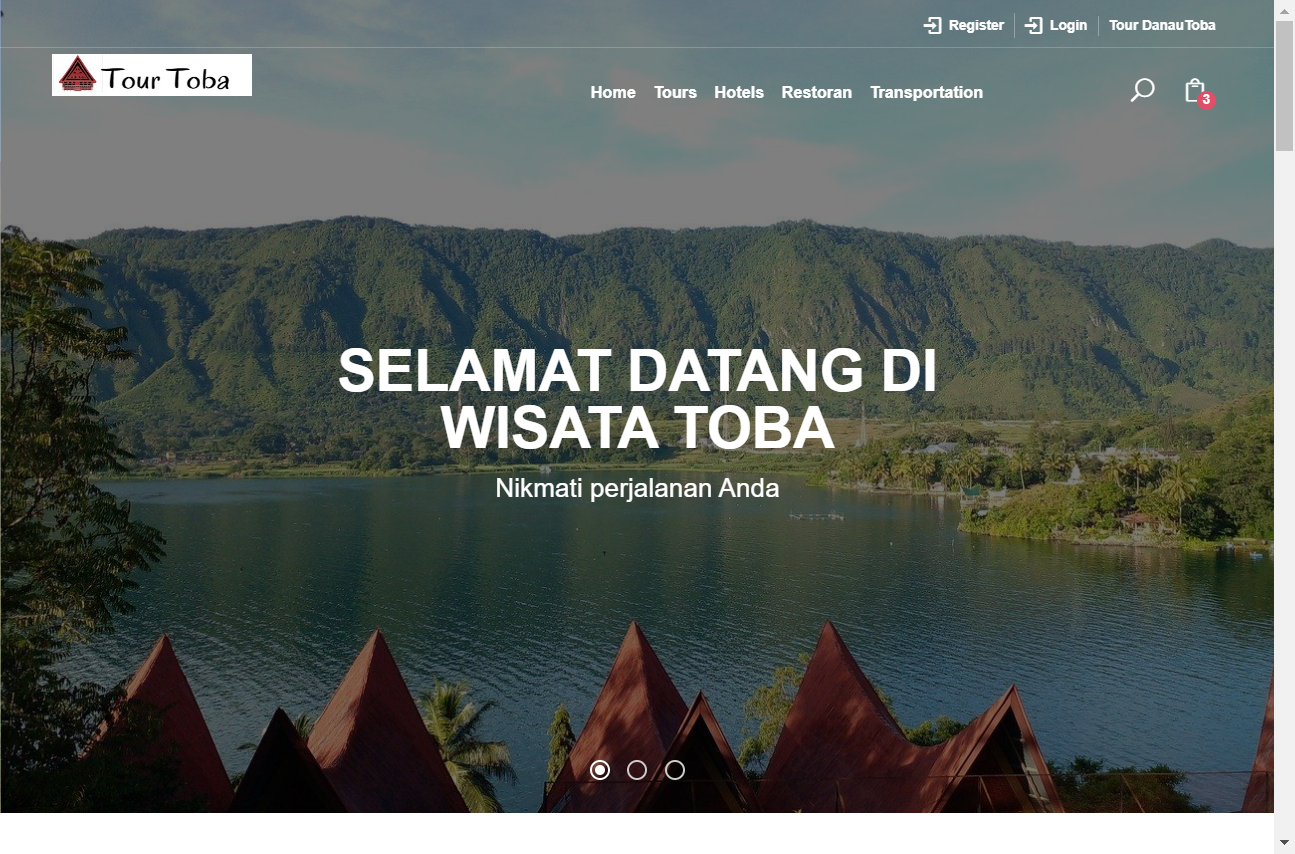 Register
Login
Tour DanauToba
Tour Toba
Home
Tours
Hotels
Restoran
Transportation
3
SELAMAT DATANG DI
WISATA TOBA
Nikmati perjalanan Anda